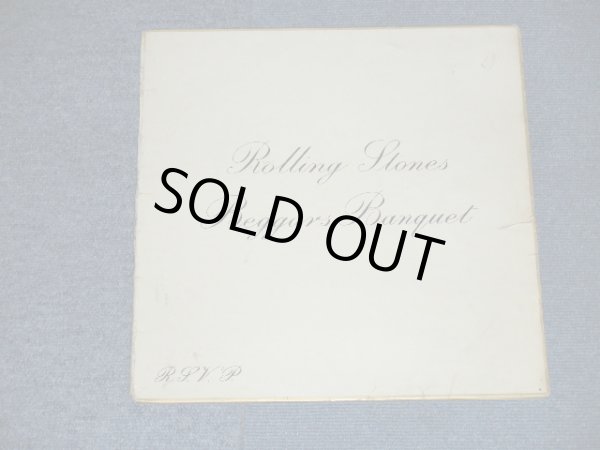 Rolling Stones
Beggars Banquet
SOLD OUT
R.S.V.P